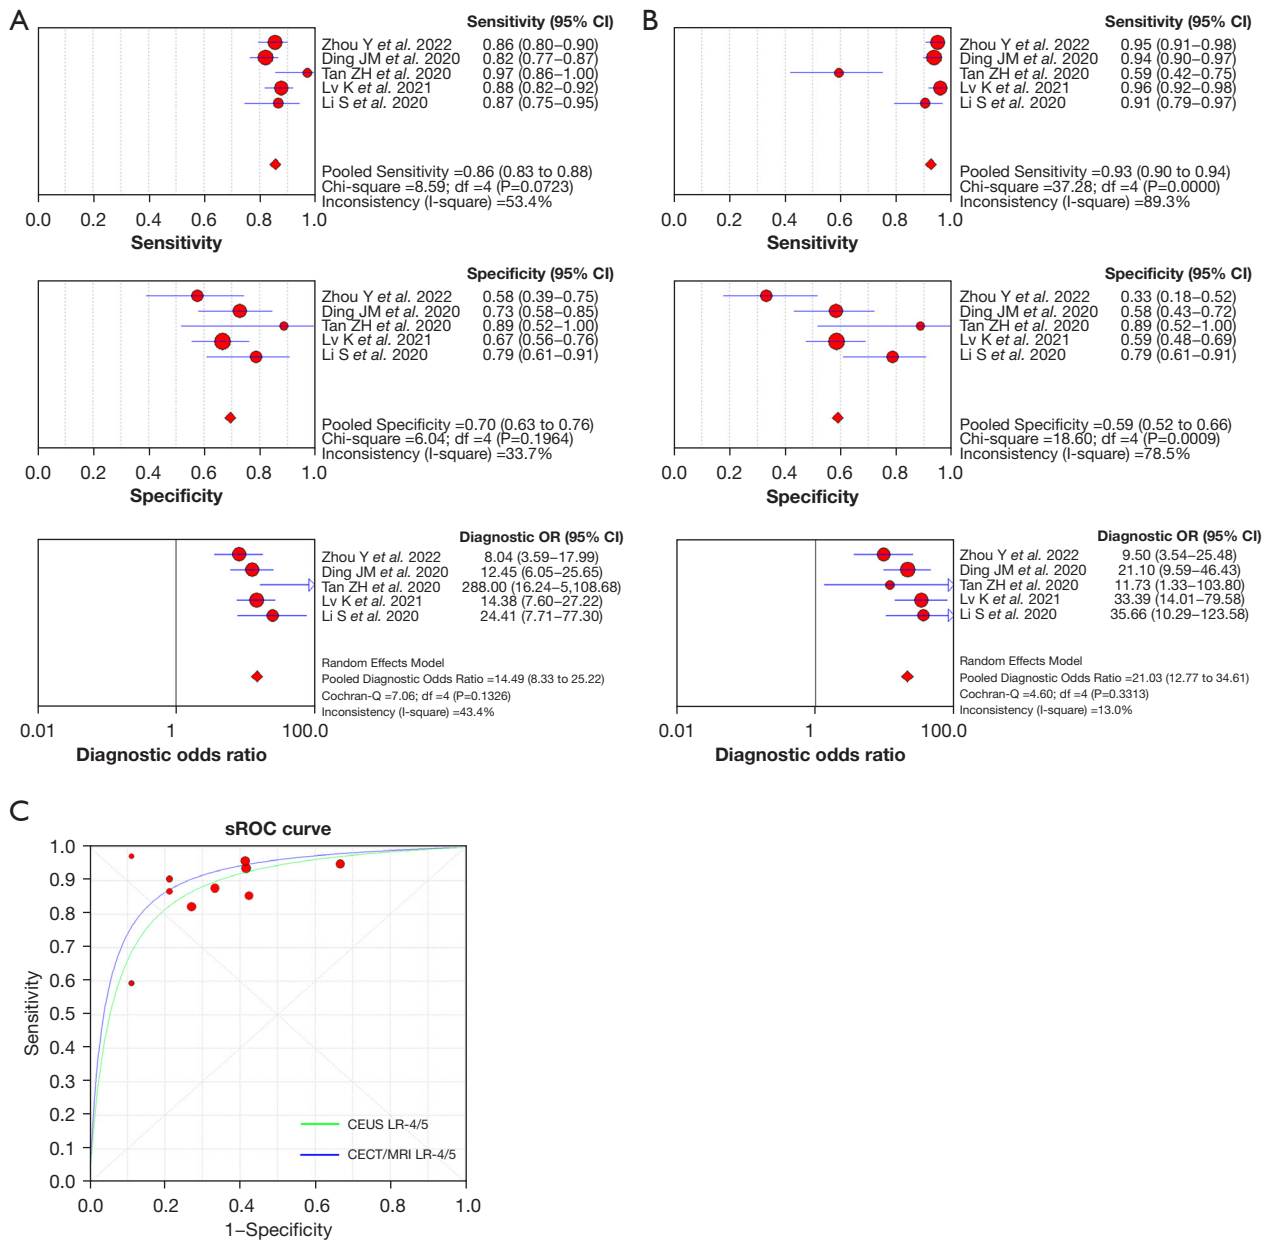 A
Sensitivity (95% CI)
Zhou Y et al. 2022 0.86 (0.80–0.90)
Ding JM et al. 2020 0.82 (0.77–0.87)
Tan ZH et al. 2020 0.97 (0.86–1.00)
Lv K et al. 2021 0.88 (0.82–0.92)
Li S et al. 2020 0.87 (0.75–0.95)
Pooled Sensitivity =0.86 (0.83 to 0.88)
Chi-square =8.59; df =4 (P=0.0723)
Inconsistency (I-square) =53.4%
0.0 0.2 0.4 0.6 0.8 1.0
Sensitivity
Specificity (95% CI)
Zhou Y et al. 2022 0.58 (0.39–0.75)
Ding JM et al. 2020 0.73 (0.58–0.85)
Tan ZH et al. 2020 0.89 (0.52–1.00)
Lv K et al. 2021 0.67 (0.56–0.76)
Li S et al. 2020 0.79 (0.61–0.91)
Pooled Specificity =0.70 (0.63 to 0.76)
Chi-square =6.04; df =4 (P=0.1964)
Inconsistency (I-square) =33.7%
0.0 0.2 0.4 0.6 0.8 1.0
Specificity
Diagnostic OR (95% CI)
Zhou Y et al. 2022 8.04 (3.59–17.99)
Ding JM et al. 2020 12.45 (6.05–25.65)
Tan ZH et al. 2020 288.00 (16.24–5,108.68)
Lv K et al. 2021 14.38 (7.60–27.22)
Li S et al. 2020 24.41 (7.71–77.30)
Random Effects Model
Pooled Diagnostic Odds Ratio =14.49 (8.33 to 25.22)
Cochran-Q =7.06; df =4 (P=0.1326)
Inconsistency (I-square) =43.4%
0.01 1 100.0
Diagnostic odds ratio
B
Sensitivity (95% CI)
Zhou Y et al. 2022 0.95 (0.91–0.98)
Ding JM et al. 2020 0.94 (0.90–0.97)
Tan ZH et al. 2020 0.59 (0.42–0.75)
Lv K et al. 2021 0.96 (0.92–0.98)
Li S et al. 2020 0.91 (0.79–0.97)
Pooled Sensitivity =0.93 (0.90 to 0.94)
Chi-square =37.28; df =4 (P=0.0000)
Inconsistency (I-square) =89.3%
0.0 0.2 0.4 0.6 0.8 1.0
Sensitivity
Specificity (95% CI)
Zhou Y et al. 2022 0.33 (0.18–0.52)
Ding JM et al. 2020 0.58 (0.43–0.72)
Tan ZH et al. 2020 0.89 (0.52–1.00)
Lv K et al. 2021 0.59 (0.48–0.69)
Li S et al. 2020 0.79 (0.61–0.91)
Pooled Specificity =0.59 (0.52 to 0.66)
Chi-square =18.60; df =4 (P=0.0009)
Inconsistency (I-square) =78.5%
0.0 0.2 0.4 0.6 0.8 1.0
Specificity
Diagnostic OR (95% CI)
Zhou Y et al. 2022 9.50 (3.54–25.48)
Ding JM et al. 2020 21.10 (9.59–46.43)
Tan ZH et al. 2020 11.73 (1.33–103.80)
Lv K et al. 2021 33.39 (14.01–79.58)
Li S et al. 2020 35.66 (10.29–123.58)
Random Effects Model
Pooled Diagnostic Odds Ratio =21.03 (12.77 to 34.61)
Cochran-Q =4.60; df =4 (P=0.3313)
Inconsistency (I-square) =13.0%
0.01 1 100.0
Diagnostic odds ratio
C
sROC curve
Sensitivity
1.0
0.9
0.8
0.7
0.6
0.5
0.4
0.3
0.2
0.1
0.0
CEUS LR-4/5
CECT/MRI LR-4/5
0.0 0.2 0.4 0.6 0.8 1.0
1–Specificity